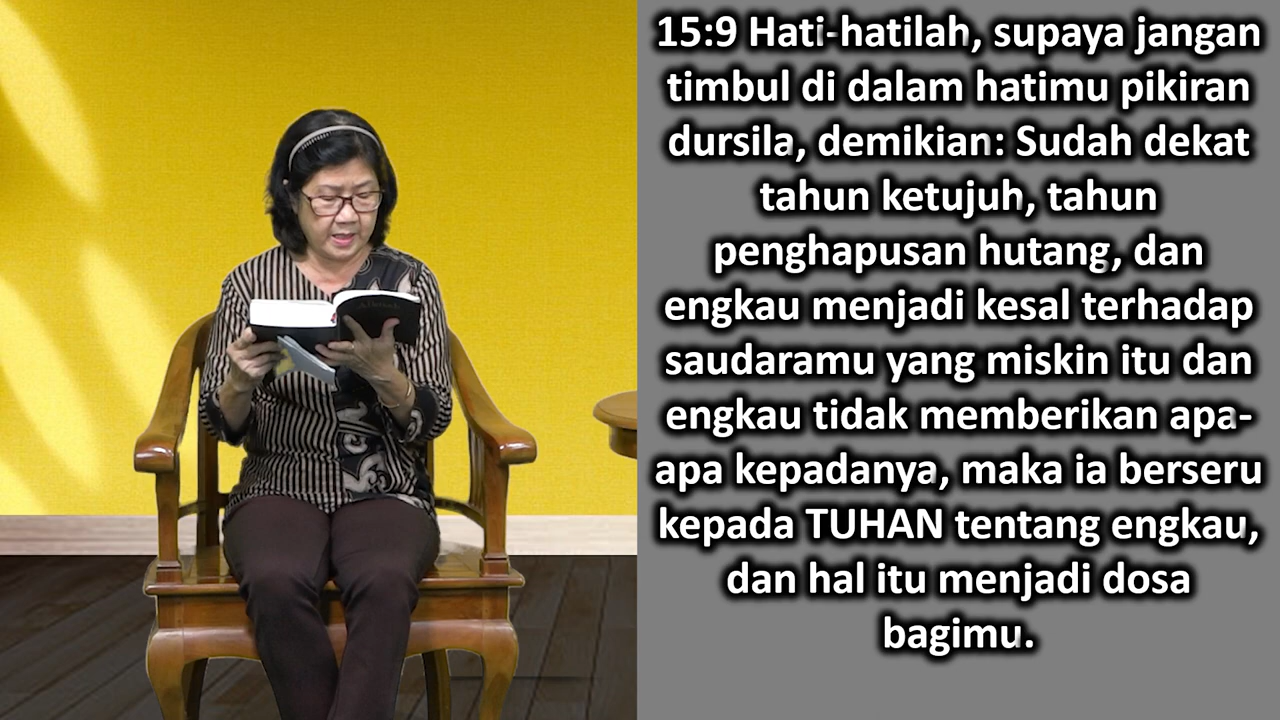 15:9 Hati-hatilah, supaya jangan
timbul di dalam hatimu pikiran
dursila, demikian: Sudah dekat
tahun ketujuh, tahun
penghapusan hutang, dan
engkau menjadi kesal terhadap
saudaramu yang miskin itu dan
engkau tidak memberikan apa-
apa kepadanya, maka ia berseru
kepada TUHAN tentang engkau,
dan hal itu menjadi dosa
bagimu.